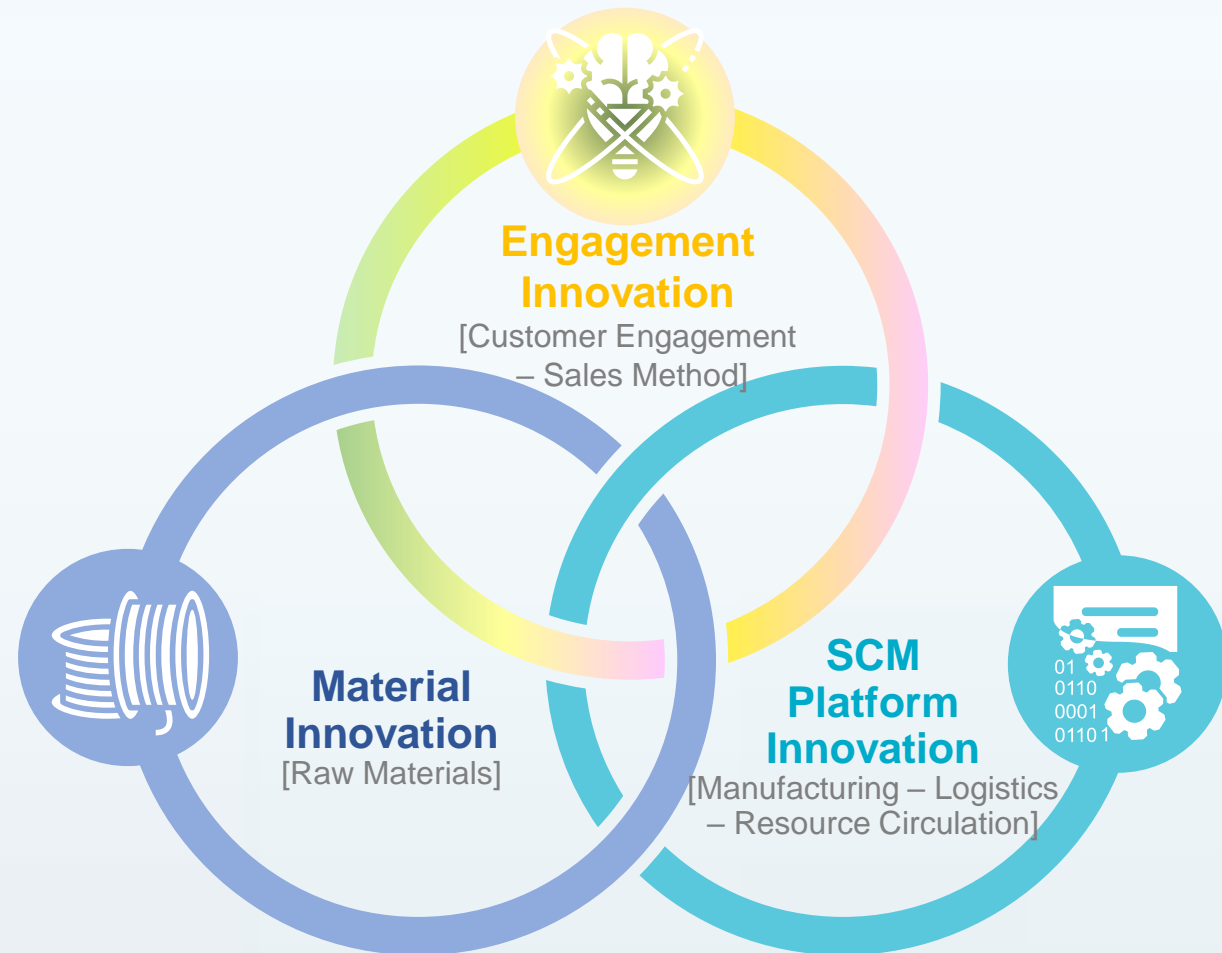 Engagement
Innovation
[Customer Engagement
– Sales Method]
Material
Innovation
[Raw Materials]
SCM
Platform
Innovation
[Manufacturing – Logistics
– Resource Circulation]
01
0110
0001
01101